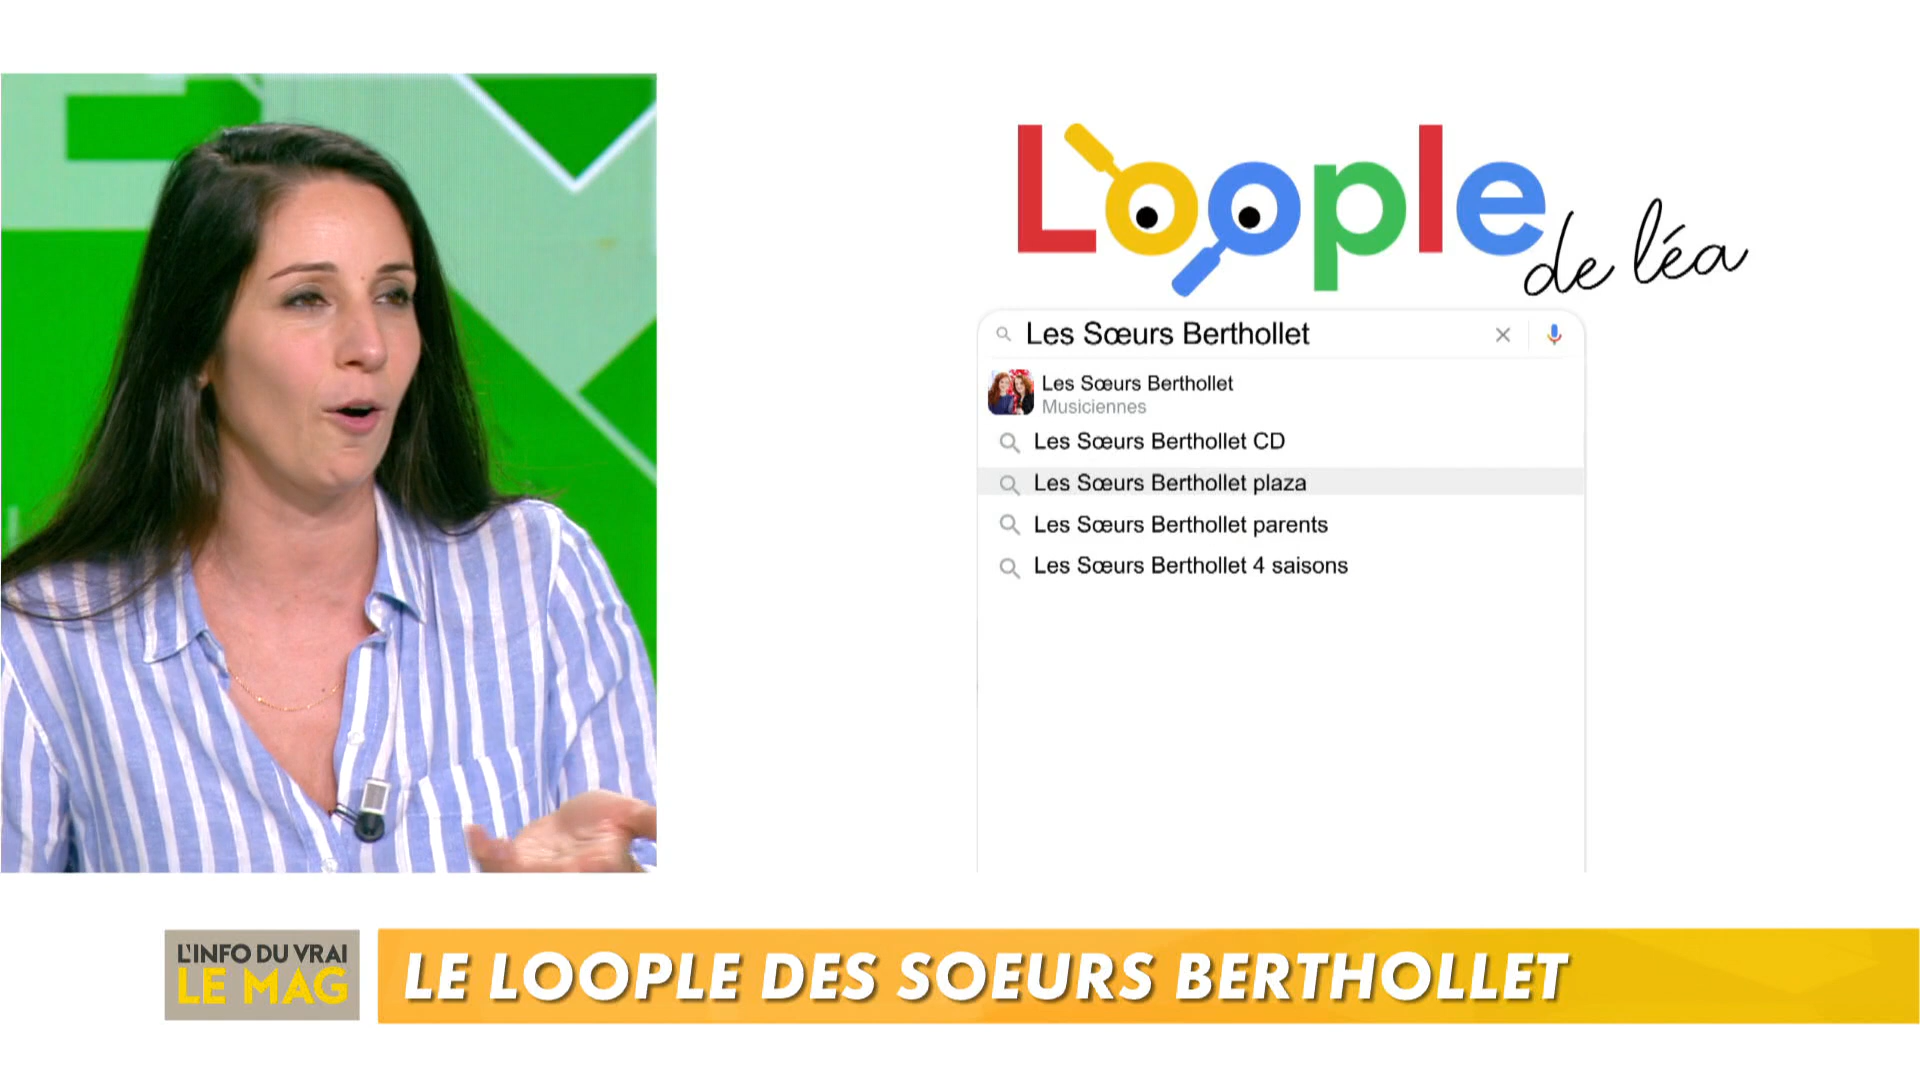 Loople
de léa
Les Sœurs Berthollet
Les Sœurs Berthollet
Musiciennes
Les Sœurs Berthollet CD
Les Sœurs Berthollet plaza
Les Sœurs Berthollet parents
Les Sœurs Berthollet 4 saisons
L'INFO DU VRAI
LE MAG
LE LOOPLE DES SOEURS BERTHOLLET